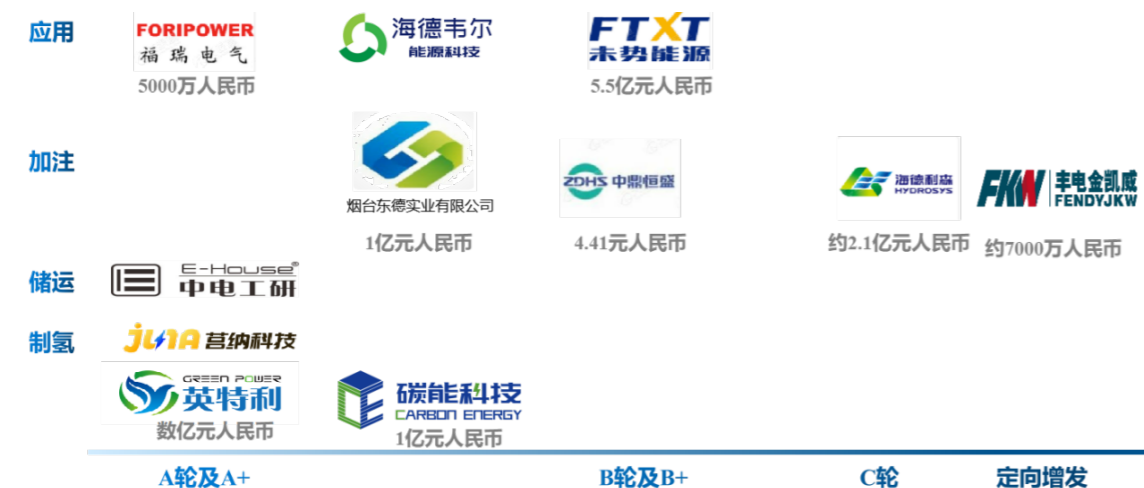 应用
FORIPOWER
福瑞电气
5000万人民币
海德韦尔
能源科技
FTXT
未势能源
5.5亿元人民币
加注
烟台东德实业有限公司
1亿元人民币
ZDHS 中鼎恒盛
4.41元人民币
海德利森
HYDROSYS
约2.1亿元人民币
FKW 丰电金凯威
FENDYJKW
约7000万人民币
储运
E-House®
中电工研
制氢
JUNA 莒纳科技
GREEN POWER
英特利
数亿元人民币
碳能科技
CARBON ENERGY
1亿元人民币
A轮及A+
B轮及B+
C轮
定向增发